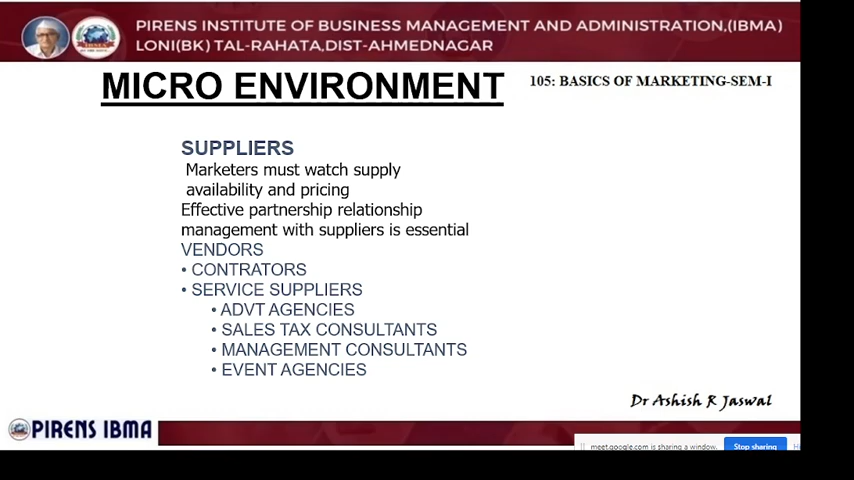 PIRENS INSTITUTE OF BUSINESS MANAGEMENT AND ADMINISTRATION,(IBMA)
LONI(BK) TAL-RAHATA,DIST-AHMEDNAGAR
MICRO ENVIRONMENT
105: BASICS OF MARKETING-SEM-I
SUPPLIERS
Marketers must watch supply
availability and pricing
Effective partnership relationship
management with suppliers is essential
VENDORS
• CONTRATORS
• SERVICE SUPPLIERS
• ADVT AGENCIES
• SALES TAX CONSULTANTS
• MANAGEMENT CONSULTANTS
• EVENT AGENCIES
Dr Ashish R Jaswal
PIRENS IBMA
meet.google.com is sharing a window.
Stop sharing